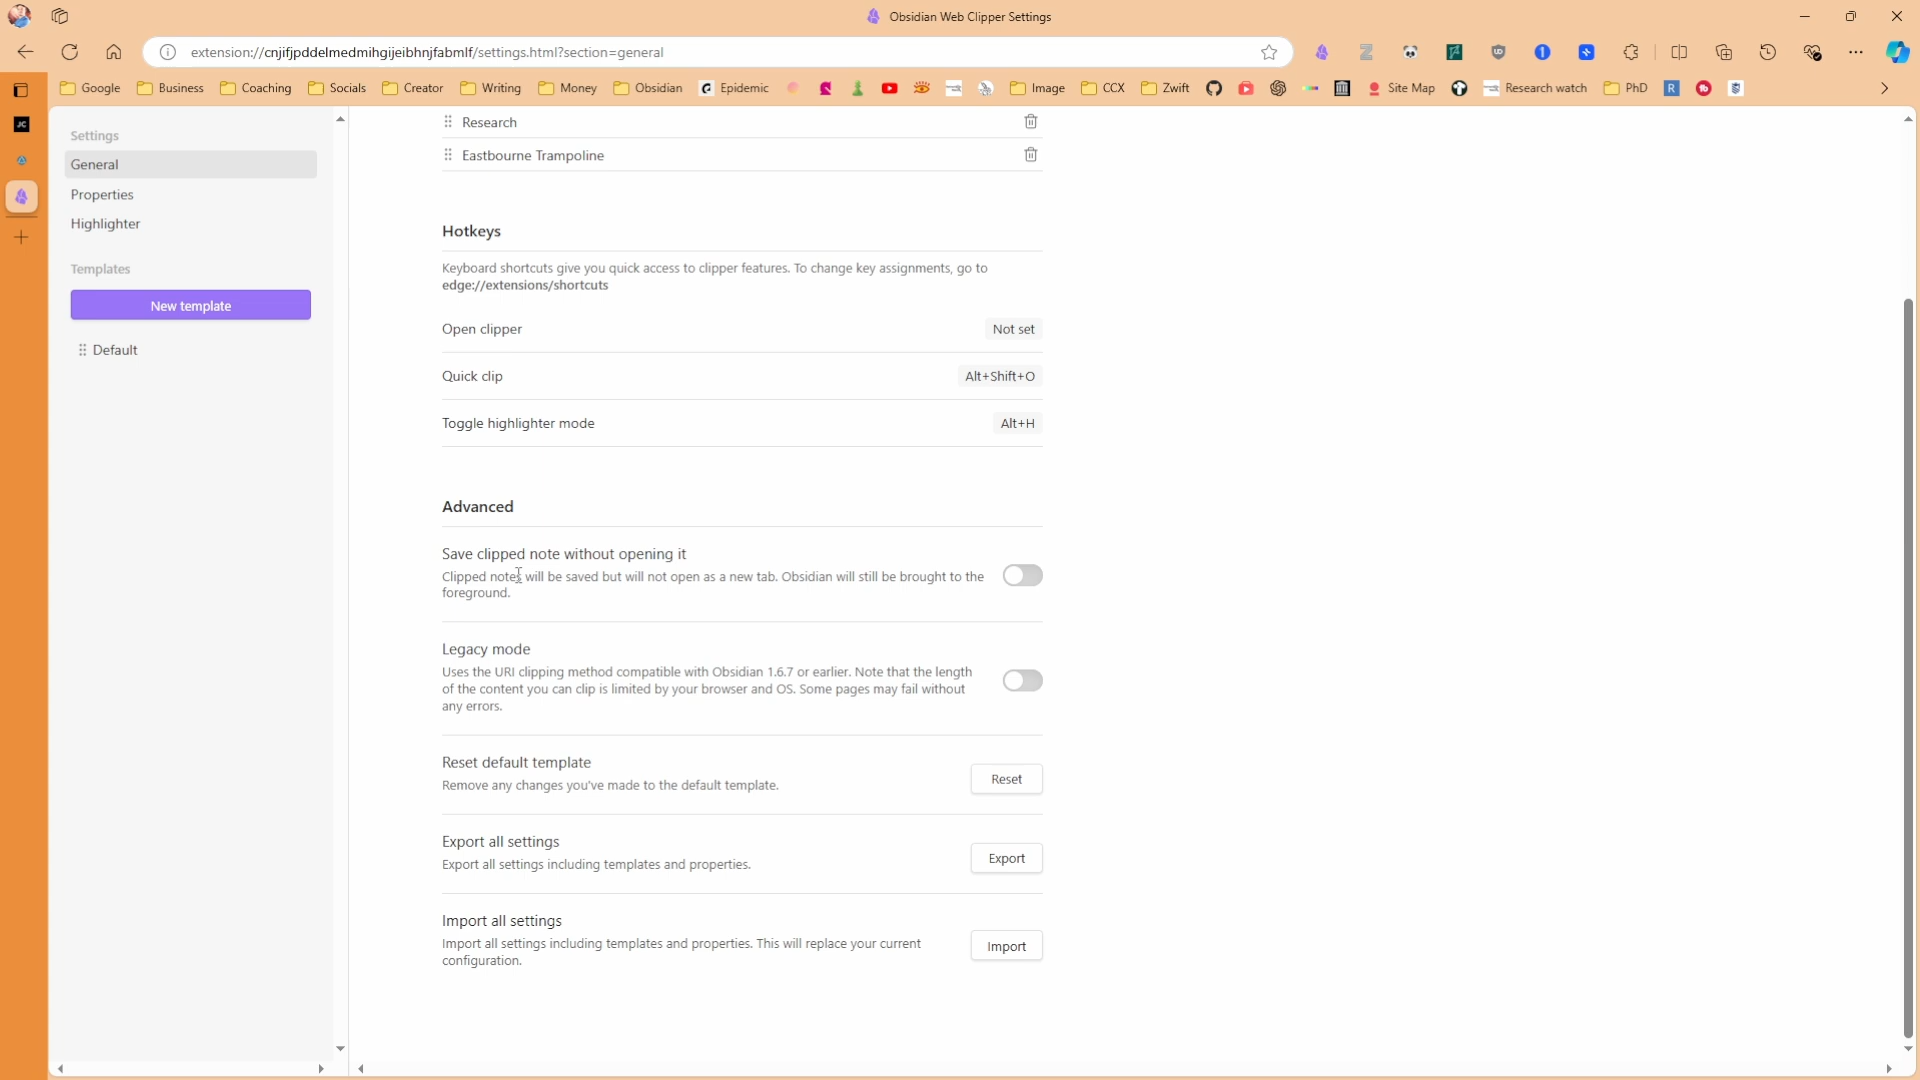 Obsidian Web Clipper Settings
extension://cnjifjpddelmedmihgijeibhnjfabmlf/settings.html?section=general
Google
Business
Coaching
Socials
Creator
Writing
Money
Obsidian
Epidemic
Image
CCX
Zwift
Site Map
Research watch
PhD
Settings
General
Properties
Highlighter
Templates
New template
Default
Research
Eastbourne Trampoline
Hotkeys
Keyboard shortcuts give you quick access to clipper features. To change key assignments, go to
edge://extensions/shortcuts
Open clipper
Not set
Quick clip
Alt+Shift+O
Toggle highlighter mode
Alt+H
Advanced
Save clipped note without opening it
Clipped notes will be saved but will not open as a new tab. Obsidian will still be brought to the
foreground.
Legacy mode
Uses the URI clipping method compatible with Obsidian 1.6.7 or earlier. Note that the length
of the content you can clip is limited by your browser and OS. Some pages may fail without
any errors.
Reset default template
Remove any changes you've made to the default template.
Reset
Export all settings
Export all settings including templates and properties.
Export
Import all settings
Import all settings including templates and properties. This will replace your current
configuration.
Import